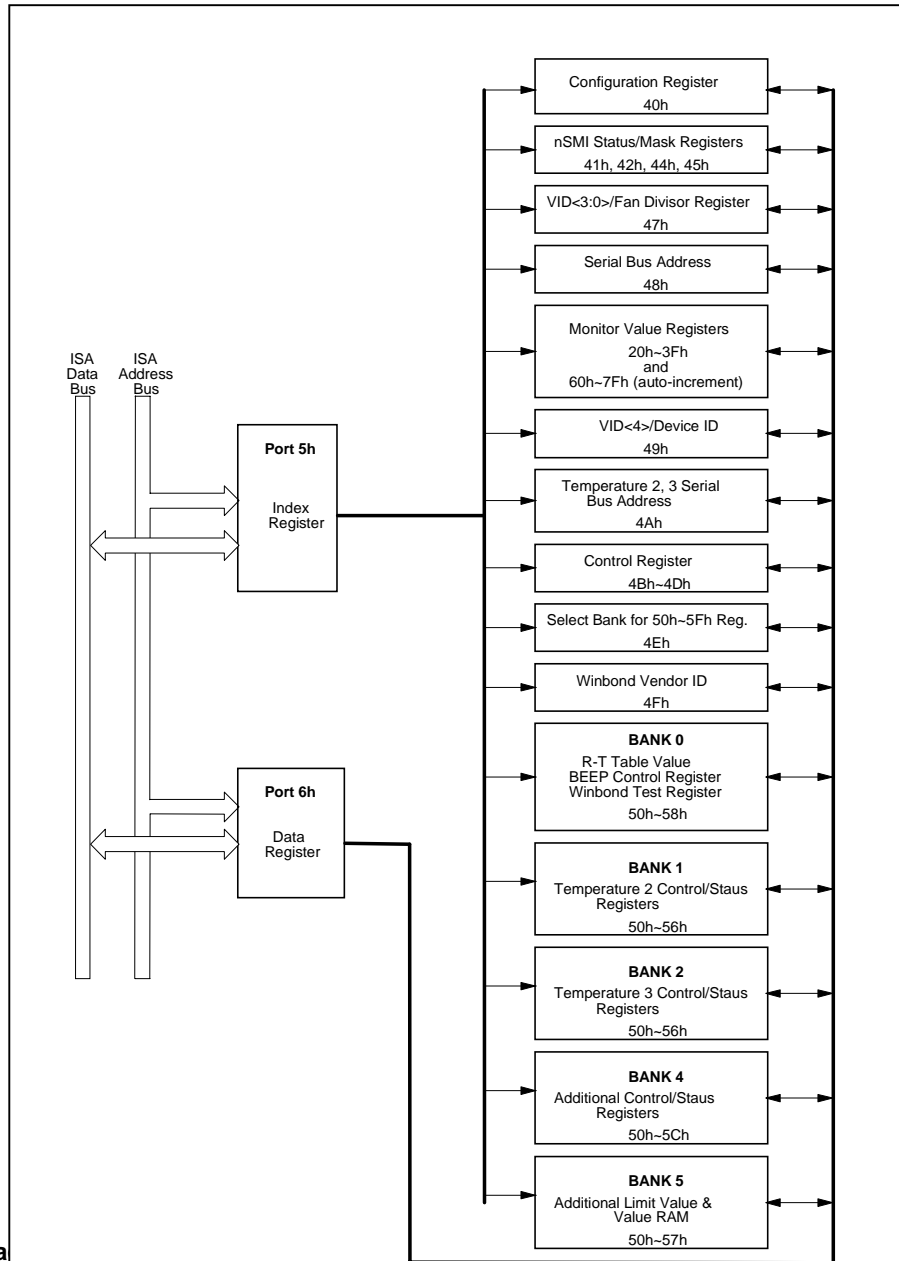 Configuration Register
40h
nSMI Status/Mask Registers
41h, 42h, 44h, 45h
VID<3:0>/Fan Divisor Register
47h
Serial Bus Address
48h
Monitor Value Registers
20h~3Fh
and
60h~7Fh (auto-increment)
ISA
Data
Bus
ISA
Address
Bus
VID<4>/Device ID
49h
Port 5h
Index
Register
Temperature 2, 3 Serial
Bus Address
4Ah
Control Register
4Bh~4Dh
Select Bank for 50h~5Fh Reg.
4Eh
Winbond Vendor ID
4Fh
BANK 0
R-T Table Value
BEEP Control Register
Winbond Test Register
50h~58h
Port 6h
Data
Register
BANK 1
Temperature 2 Control/Staus
Registers
50h~56h
BANK 2
Temperature 3 Control/Staus
Registers
50h~56h
BANK 4
Additional Control/Staus
Registers
50h~5Ch
BANK 5
Additional Limit Value &
Value RAM
50h~57h